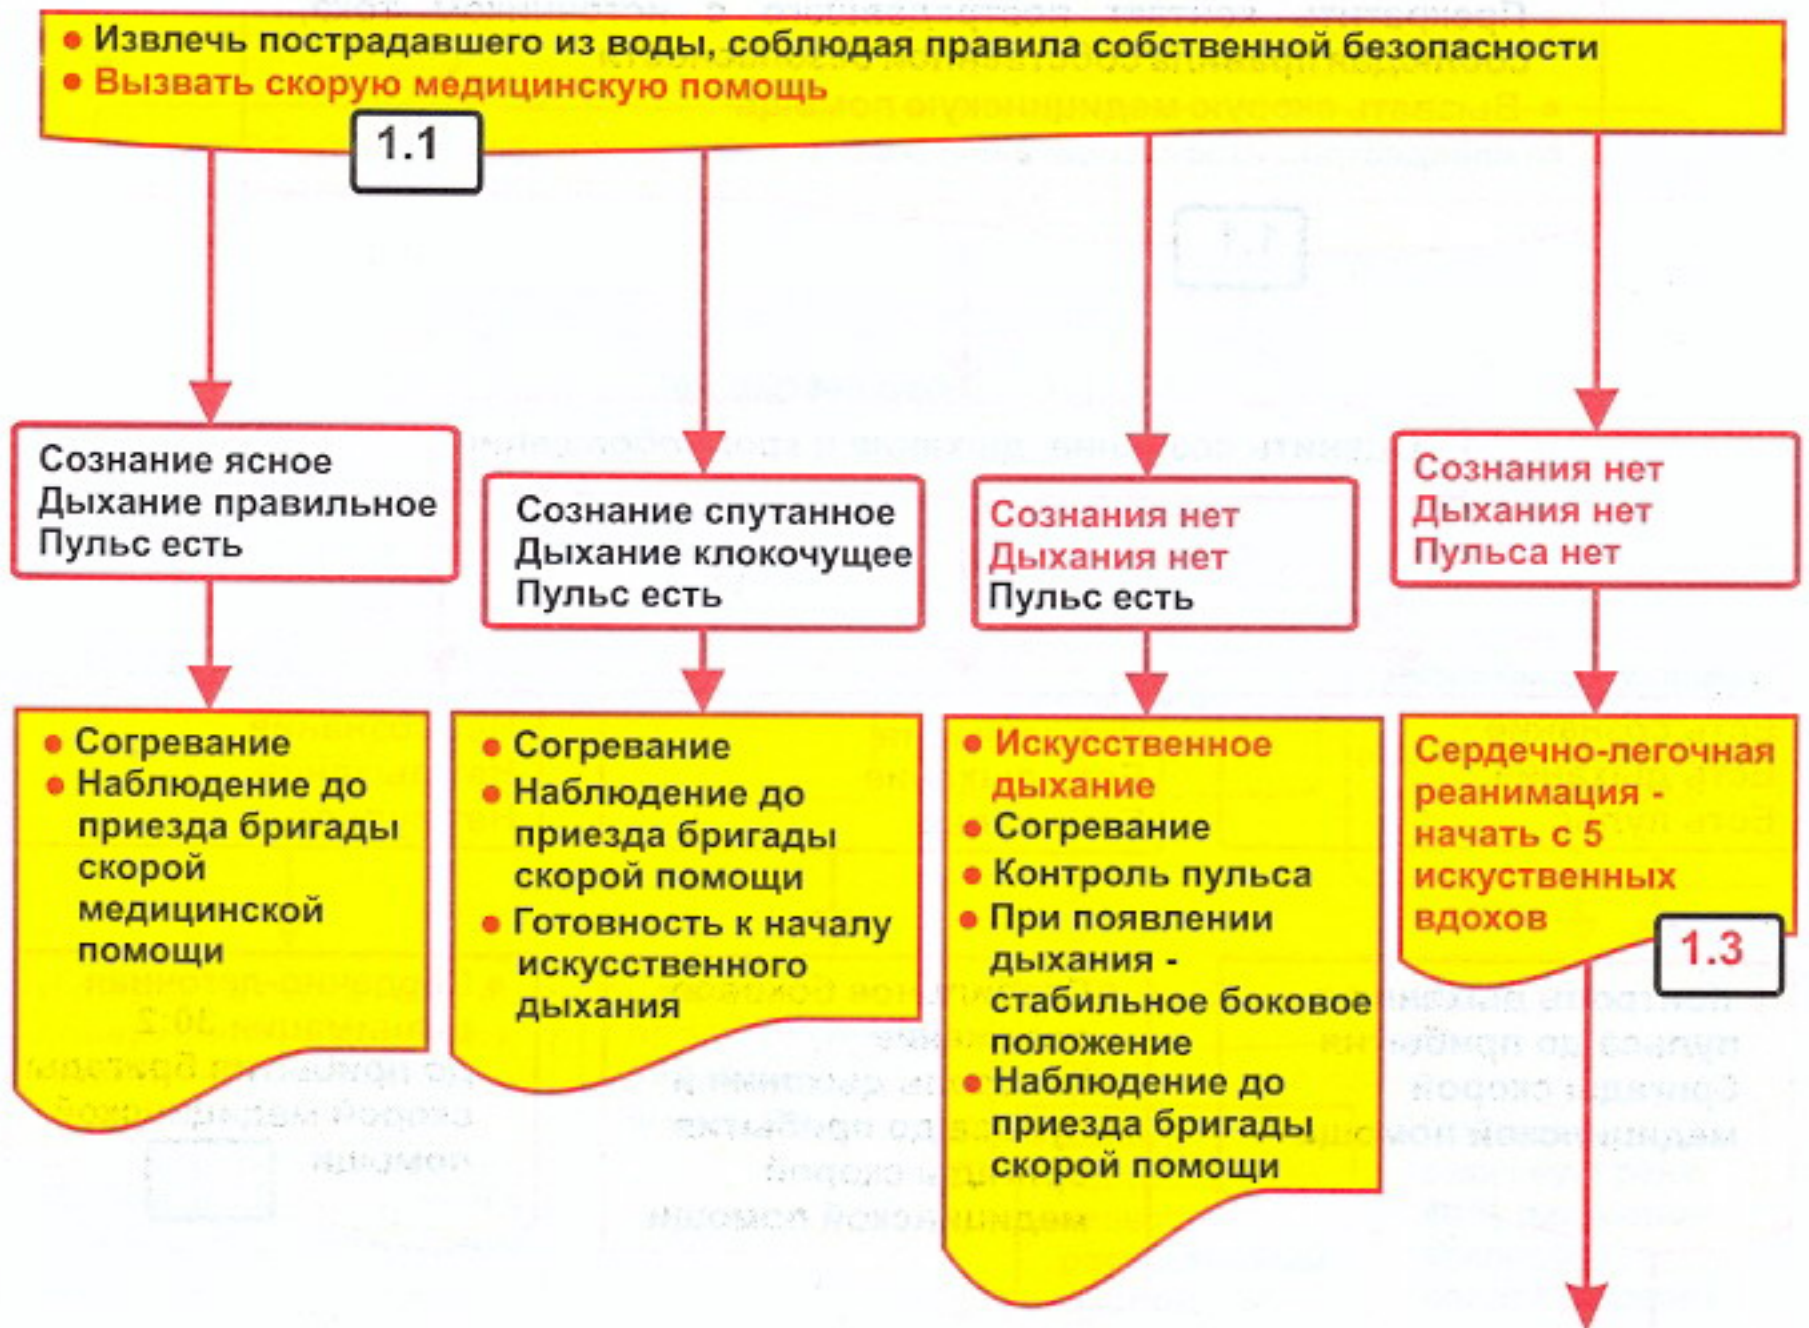 • Извлечь пострадавшего из воды, соблюдая правила собственной безопасности
• Вызвать скорую медицинскую помощь
1.1
Сознание ясное
Дыхание правильное
Пульс есть
Сознание спутанное
Дыхание клокочущее
Пульс есть
Сознания нет
Дыхания нет
Пульс есть
Сознания нет
Дыхания нет
Пульса нет
• Согревание
• Наблюдение до
приезда бригады
скорой
медицинской
помощи
• Согревание
• Наблюдение до
приезда бригады
скорой помощи
• Готовность к началу
искусственного
дыхания
• Искусственное
дыхание
• Согревание
• Контроль пульса
• При появлении
дыхания -
стабильное боковое
положение
• Наблюдение до
приезда бригады
скорой помощи
Сердечно-легочная
реанимация -
начать с 5
искуственных
вдохов
1.3